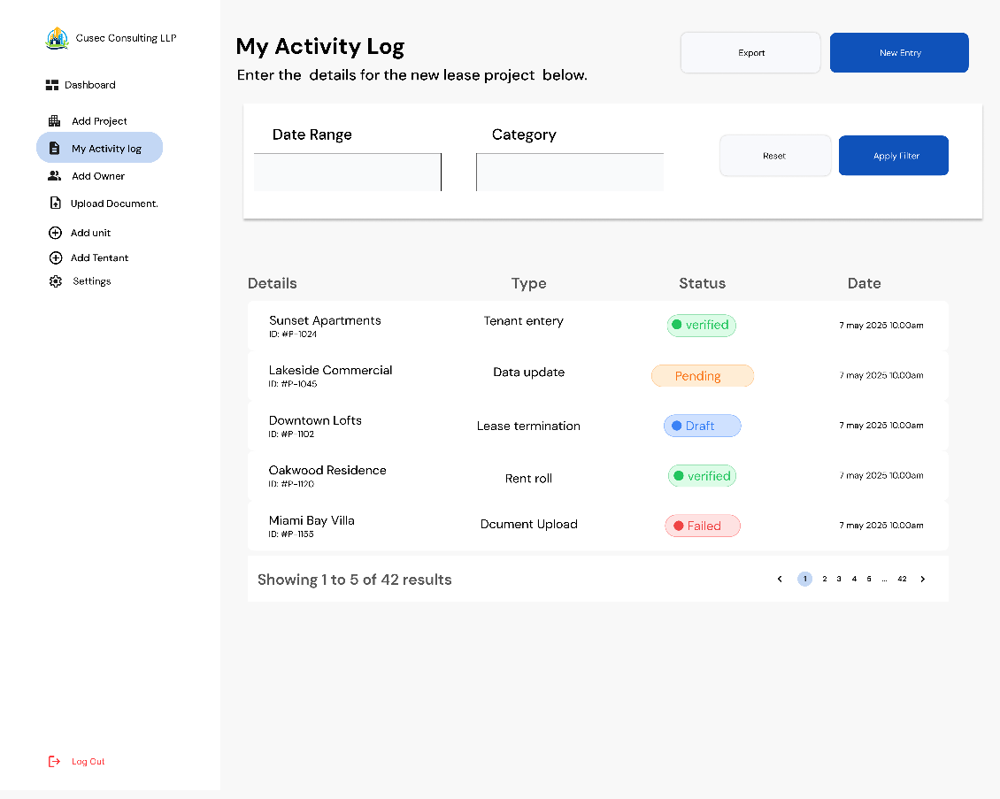 Cusec Consulting LLP
Dashboard
Add Project
My Activity log
Add Owner
Upload Document.
Add unit
Add Tentant
Settings
Log Out
My Activity Log
Enter the details for the new lease project below.
Export
New Entry
Date Range
Category
Reset
Apply Filter
Details Type Status Date
Sunset Apartments Tenant entery verified 7 may 2025 10.00am
ID: #P-1024
Lakeside Commercial Data update Pending 7 may 2025 10.00am
ID: #P-1045
Downtown Lofts Lease termination Draft 7 may 2025 10.00am
ID: #P-1102
Oakwood Residence Rent roll verified 7 may 2025 10.00am
ID: #P-1120
Miami Bay Villa Dcument Upload Failed 7 may 2025 10.00am
ID: #P-1155
Showing 1 to 5 of 42 results < 1 2 3 4 5 ... 42 >